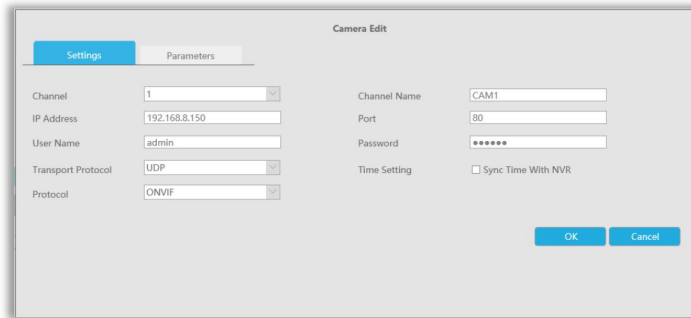 Camera Edit
Settings Parameters
Channel 1 Channel Name CAM1
IP Address 192.168.8.150 Port 80
User Name admin Password ●●●●●●
Transport Protocol UDP Time Setting Sync Time With NVR
Protocol ONVIF
OK Cancel